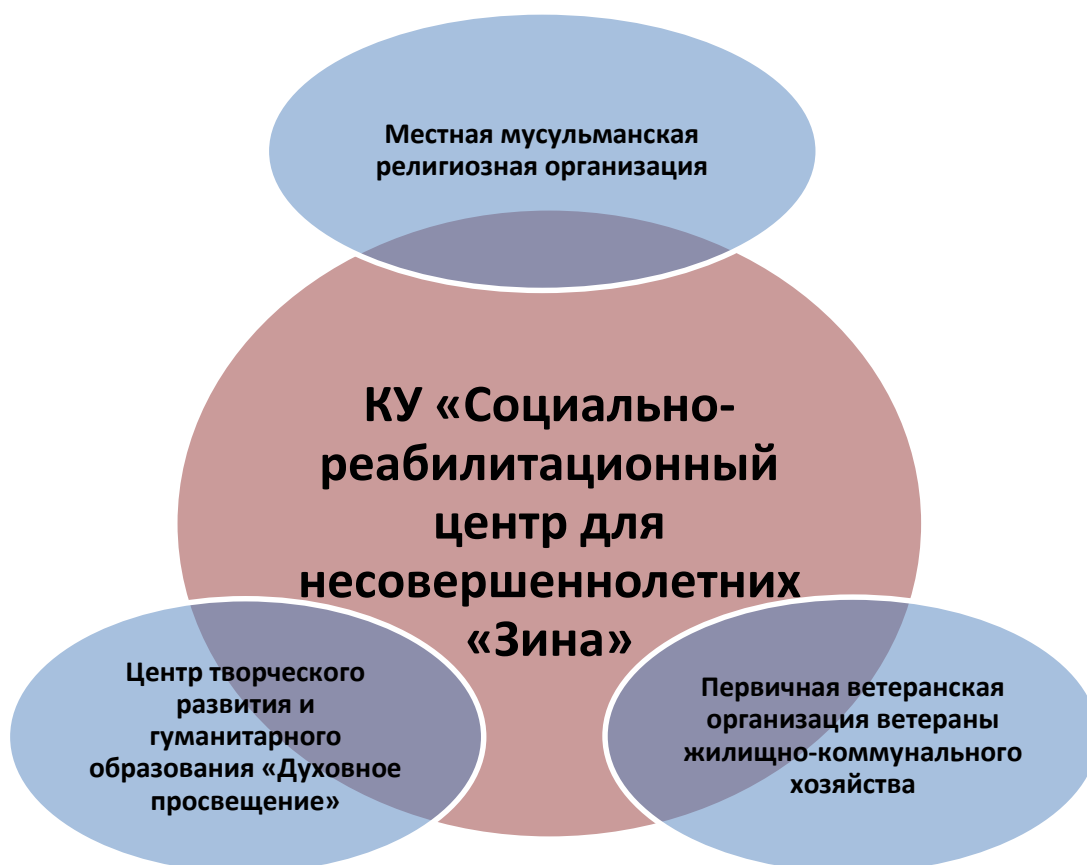 Местная мусульманская
религиозная организация
КУ «Социально-
реабилитационный
центр для
несовершеннолетних
«Зина»
Центр творческого
развития и
гуманитарного
образования «Духовное
просвещение»
Первичная ветеранская
организация ветераны
жилищно-коммунального
хозяйства